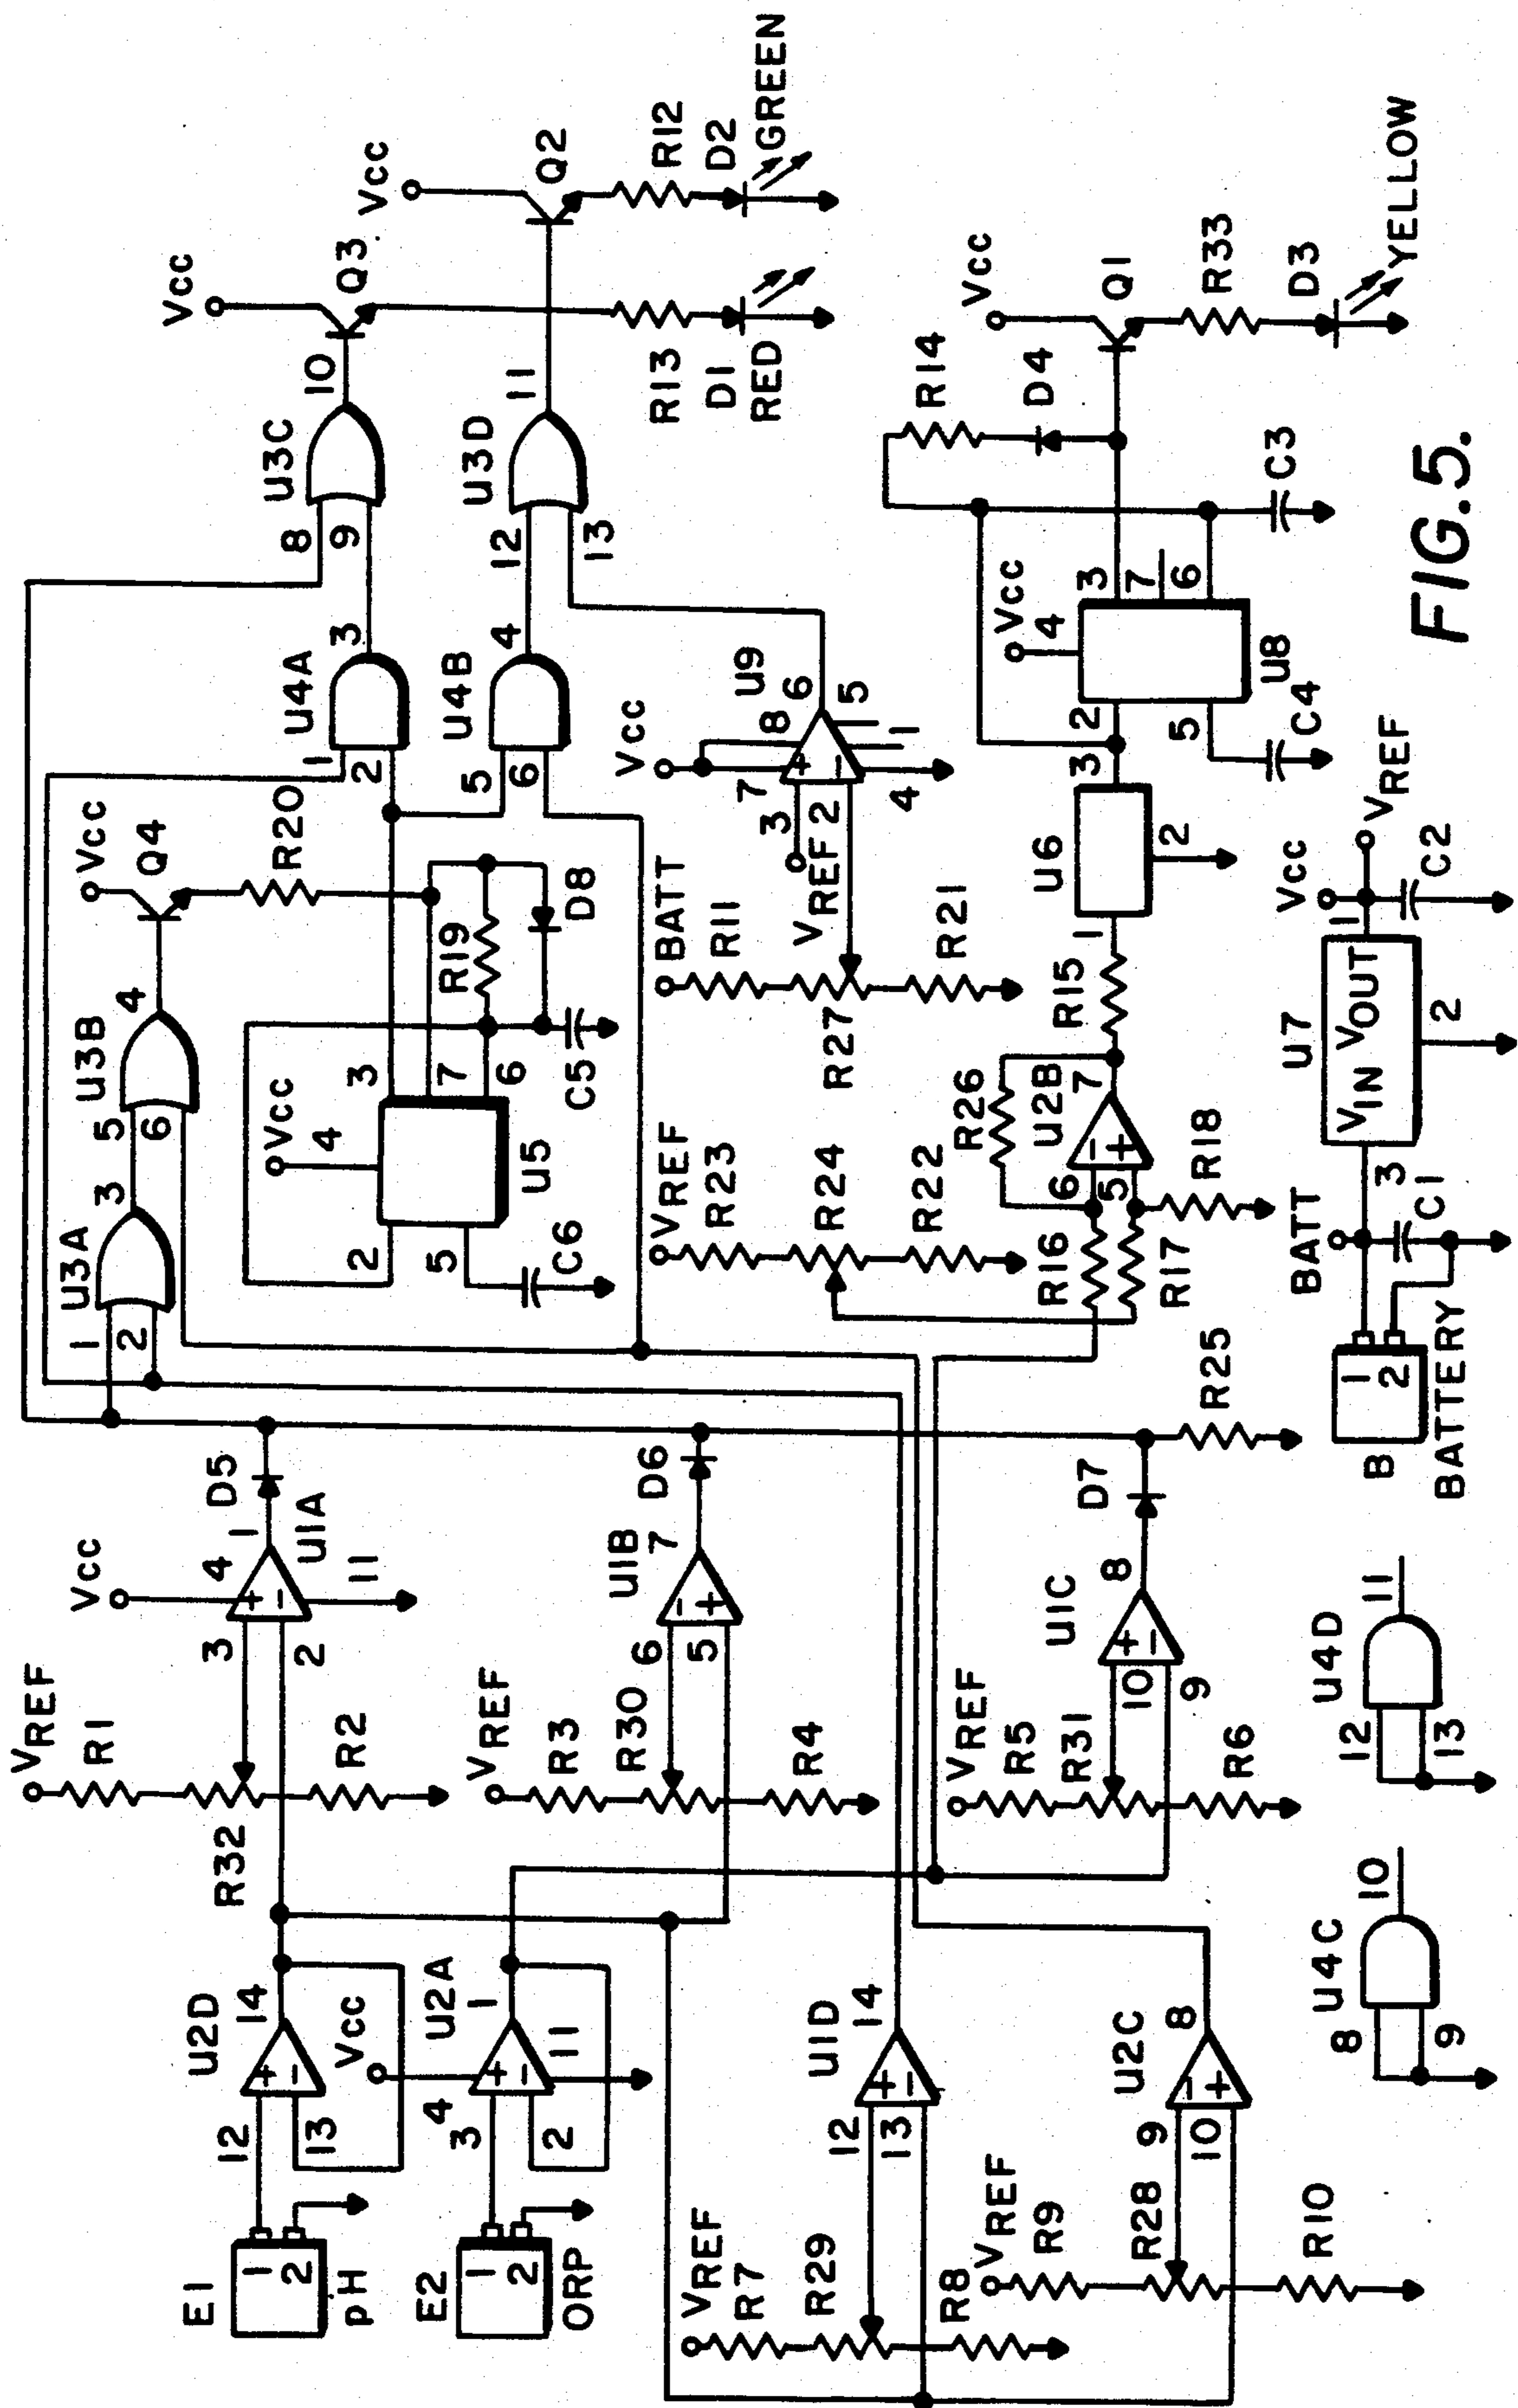 E1
1
2
pH
12
13
U2D
14
VREF
R1
R32
R2
3
2
Vcc
4
1
U1A
11
D5
E2
1
2
ORP
Vcc
4
3
2
U2A
1
11
VREF
R3
R30
R4
6
5
U1B
7
D6
VREF
R7
R29
R8
12
13
U1D
14
VREF
R9
R28
R10
9
10
U2C
8
VREF
R5
R31
R6
10
9
U1C
8
D7
R25
U4C
8
9
10
U4D
12
13
11
U3A
1
2
3
U3B
5
6
4
Vcc
Q4
R20
Vcc
4
2
5
U5
3
7
6
C6
R19
D8
C5
U4A
1
2
3
U4B
5
6
4
U3C
8
9
10
U3D
12
13
11
Vcc
Q3
Vcc
Q2
R13
D1
RED
R12
D2
GREEN
BATT
R11
R27
R21
VREF
Vcc
7
3
2
4
8
U9
6
5
1
VREF
R23
R24
R22
R16
R17
R26
U2B
6
5
7
R18
R15
1
U6
3
2
Vcc
4
2
5
U8
3
7
6
C4
C3
R14
D4
Vcc
Q1
R33
D3
YELLOW
B
1
2
BATTERY
BATT
C1
3
U7
VIN
VOUT
1
2
Vcc
VREF
C2
FIG.5.